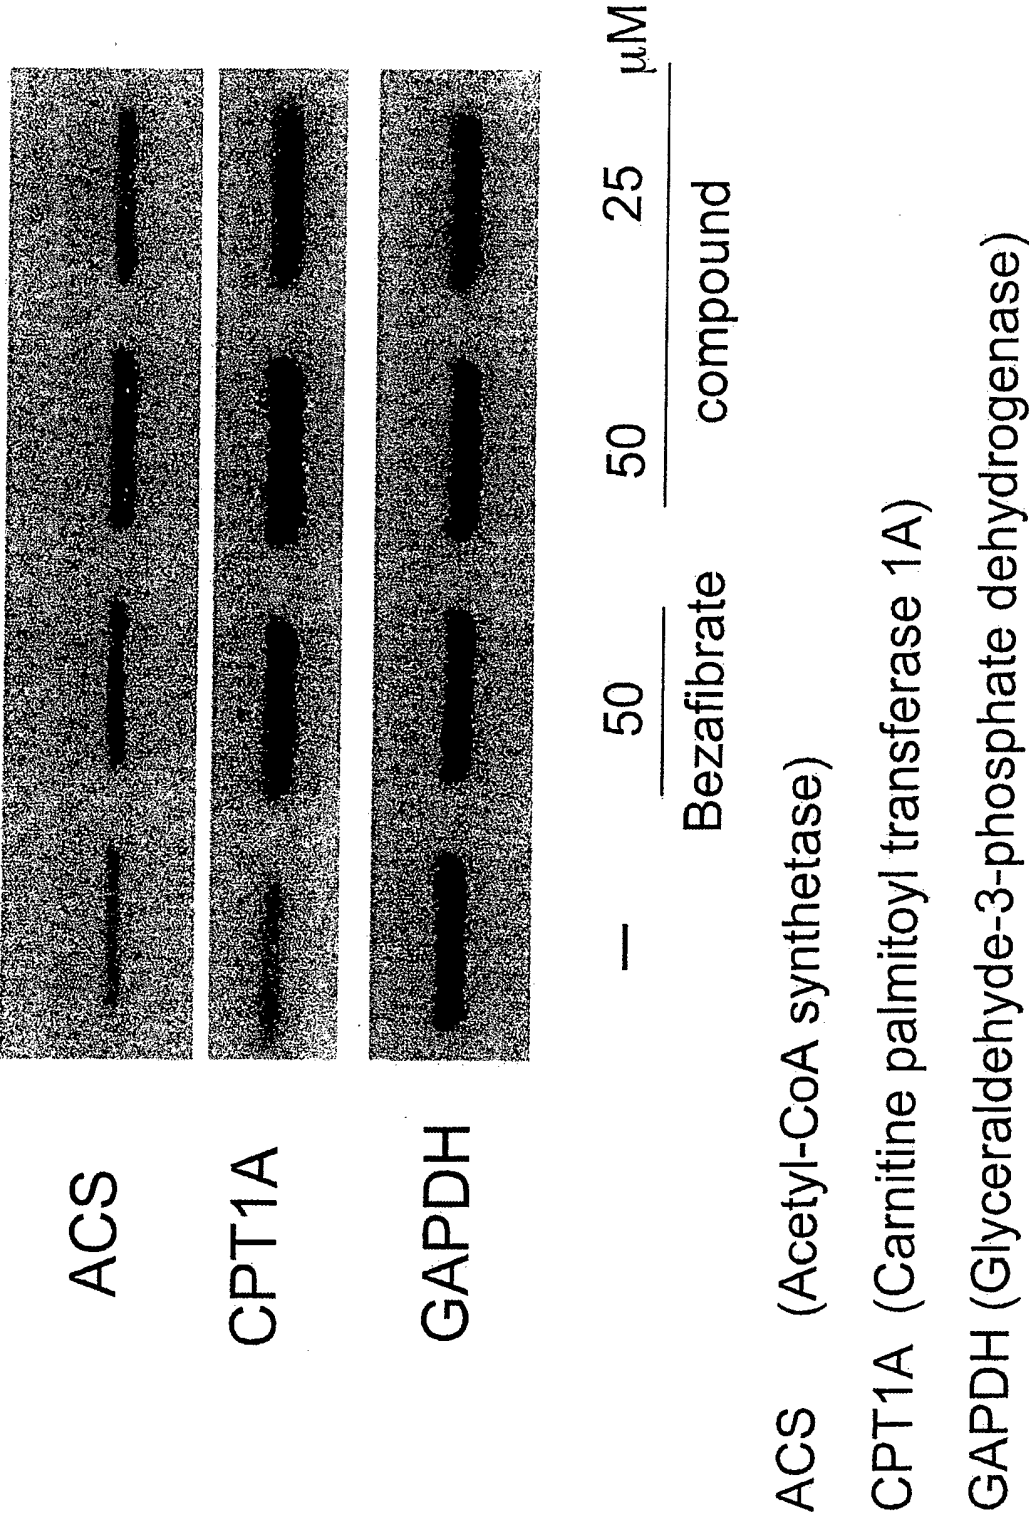 ACS
CPT1A
GAPDH
— 50 50 25 μM
Bezafibrate compound
ACS (Acetyl-CoA synthetase)
CPT1A (Carnitine palmitoyl transferase 1A)
GAPDH (Glyceraldehyde-3-phosphate dehydrogenase)